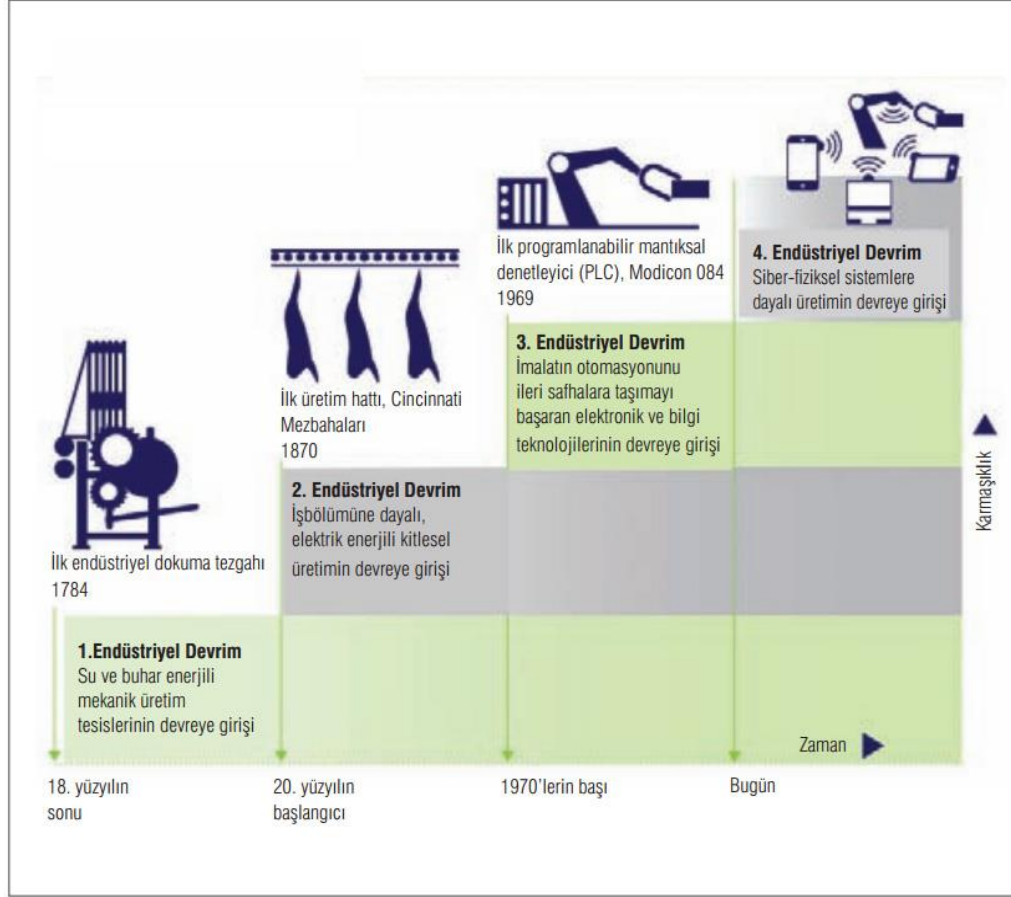 İlk endüstriyel dokuma tezgahı
1784
1.Endüstriyel Devrim
Su ve buhar enerjili
mekanik üretim
tesislerinin devreye girişi
İlk üretim hattı, Cincinnati
Mezbahaları
1870
2. Endüstriyel Devrim
İşbölümüne dayalı,
elektrik enerjili kitlesel
üretimin devreye girişi
İlk programlanabilir mantıksal
denetleyici (PLC), Modicon 084
1969
3. Endüstriyel Devrim
İmalatın otomasyonunu
ileri safhalara taşımayı
başaran elektronik ve bilgi
teknolojilerinin devreye girişi
4. Endüstriyel Devrim
Siber-fiziksel sistemlere
dayalı üretimin devreye girişi
Karmaşıklık
Zaman
18. yüzyılın
sonu
20. yüzyılın
başlangıcı
1970'lerin başı
Bugün